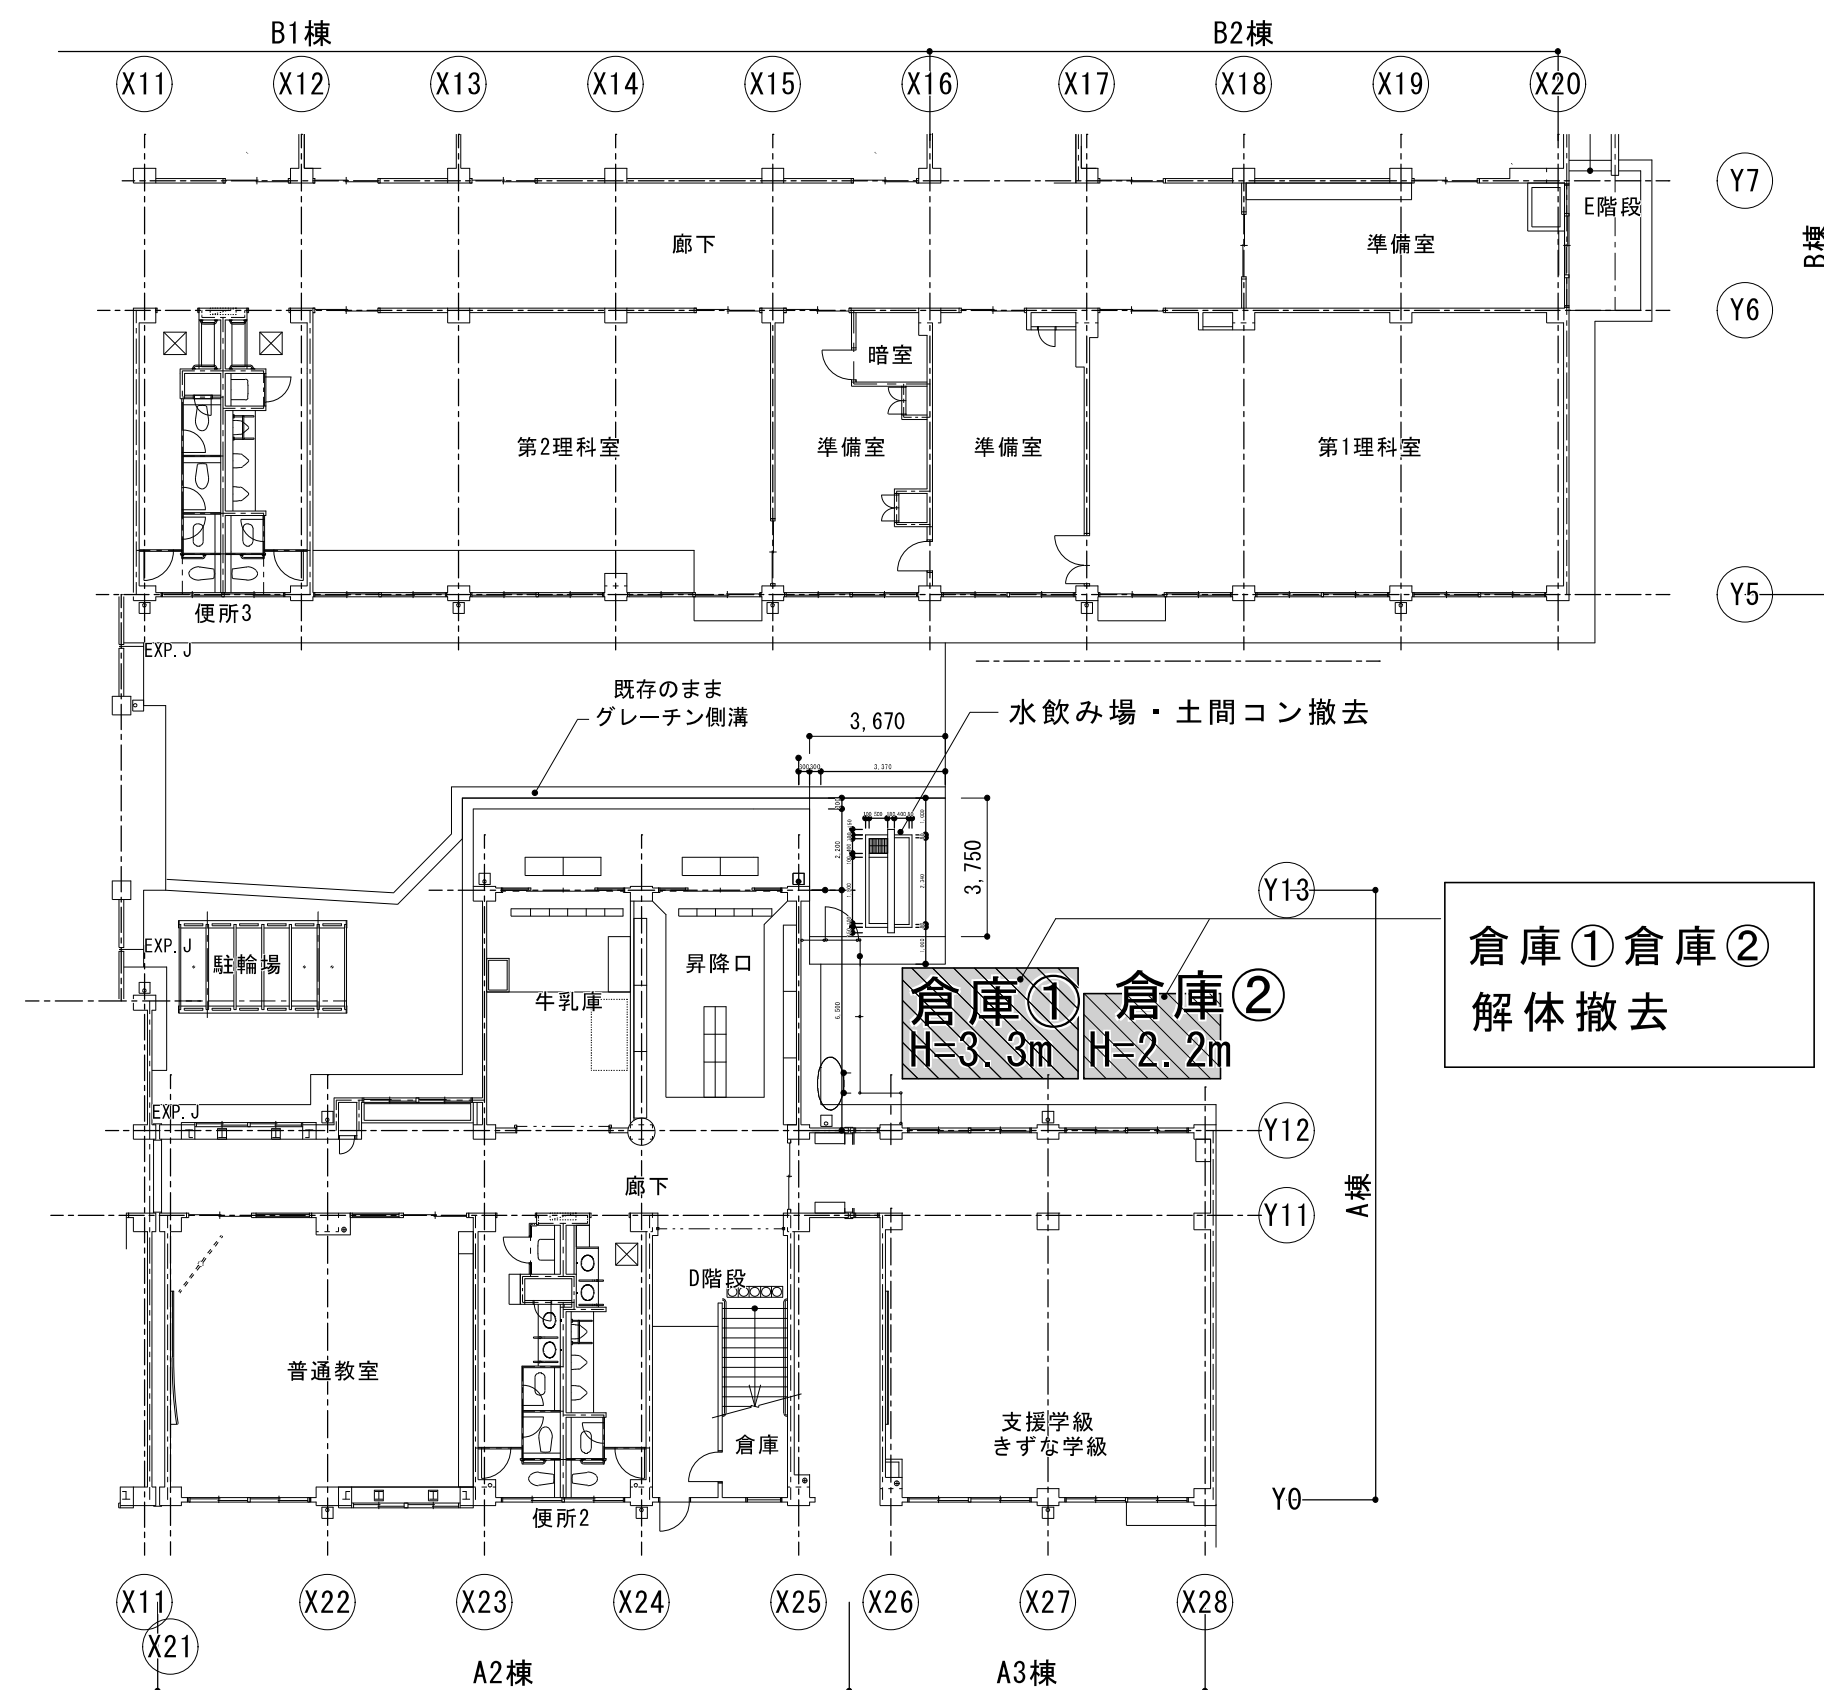 B1棟
B2棟
X11
X12
X13
X14
X15
X16
X17
X18
X19
X20
Y7
E階段
廊下
準備室
B棟
Y6
暗室
第2理科室
準備室
準備室
第1理科室
Y5
便所3
EXP.J
既存のまま
グレーチン側溝
3,670
水飲み場・土間コン撤去
3,370
3,750
2,200
Y13
倉庫①倉庫②
解体撤去
EXP.J
駐輪場
昇降口
牛乳庫
倉庫①
H=3.3m
倉庫②
H=2.2m
6,500
EXP.J
Y12
廊下
A棟
Y11
D階段
普通教室
倉庫
支援学級
きずな学級
Y0
便所2
X11
X22
X23
X24
X25
X26
X27
X28
X21
A2棟
A3棟